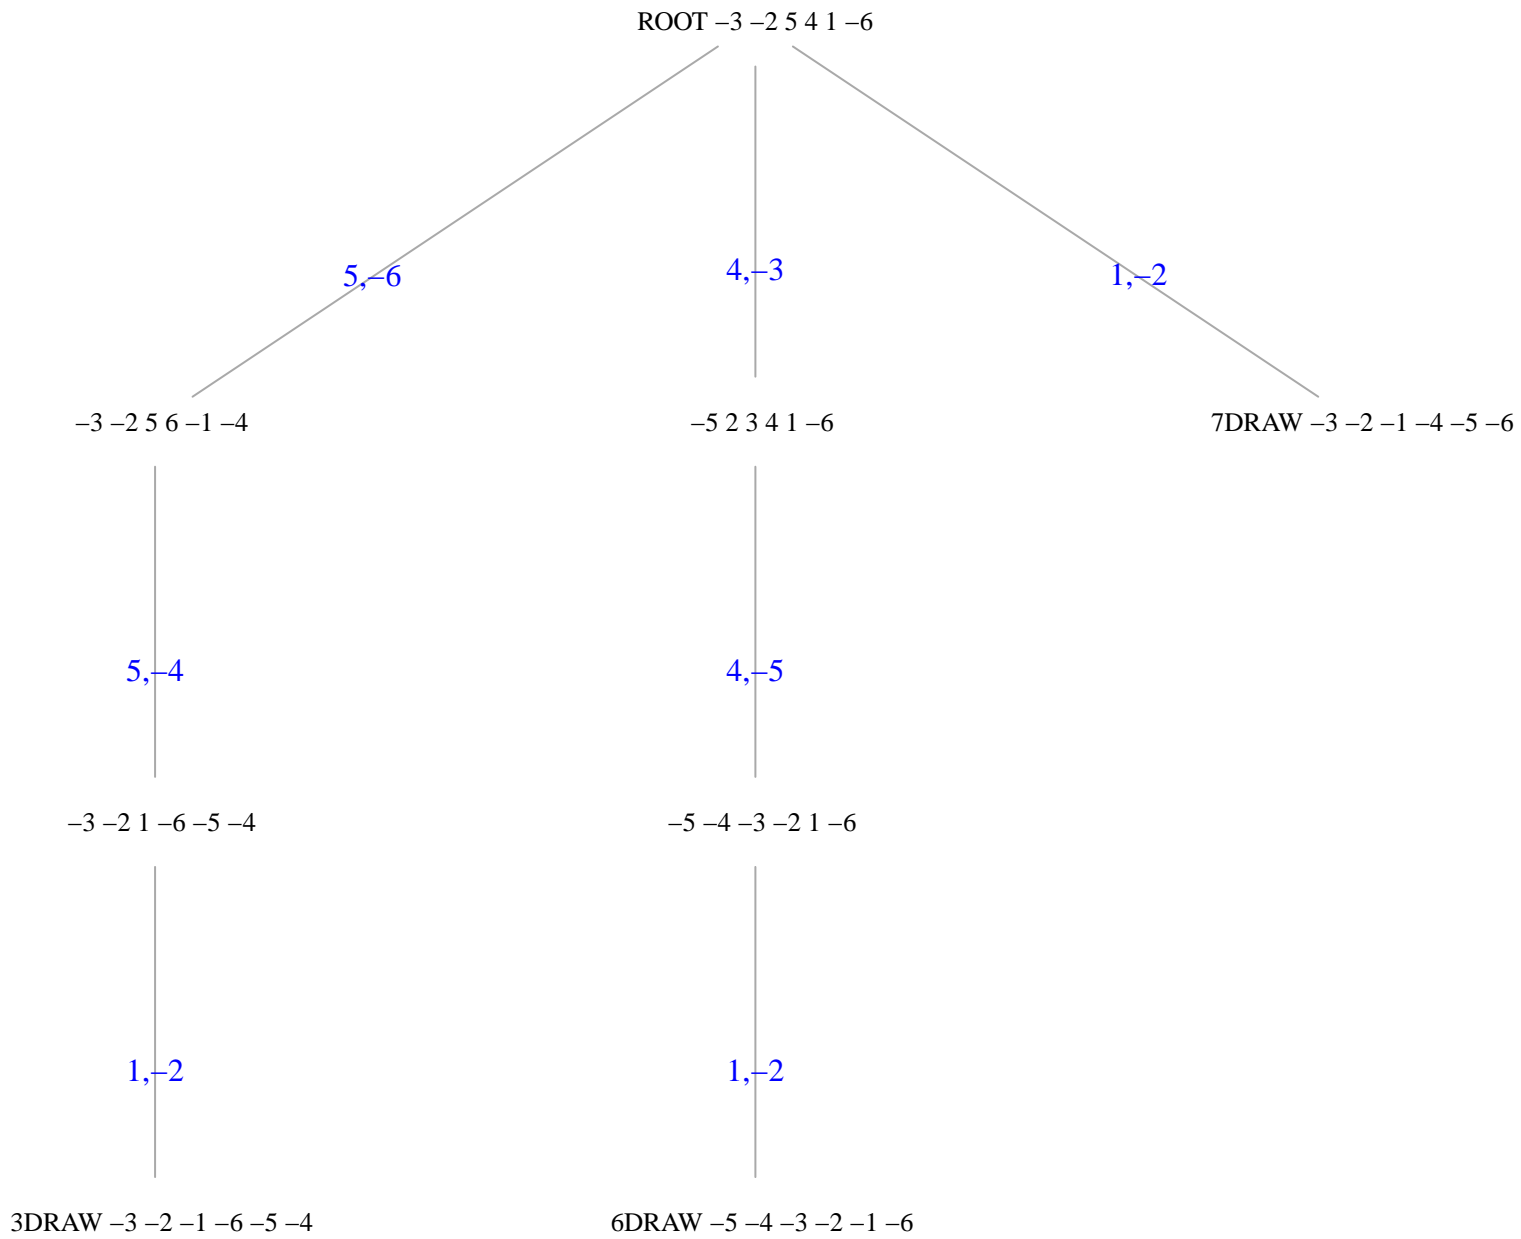 ROOT –3 –2 5 4 1 –6
5,–6
4,–3
1,–2
–3 –2 5 6 –1 –4
–5 2 3 4 1 –6
7DRAW –3 –2 –1 –4 –5 –6
5,–4
4,–5
–3 –2 1 –6 –5 –4
–5 –4 –3 –2 1 –6
1,–2
1,–2
3DRAW –3 –2 –1 –6 –5 –4
6DRAW –5 –4 –3 –2 –1 –6